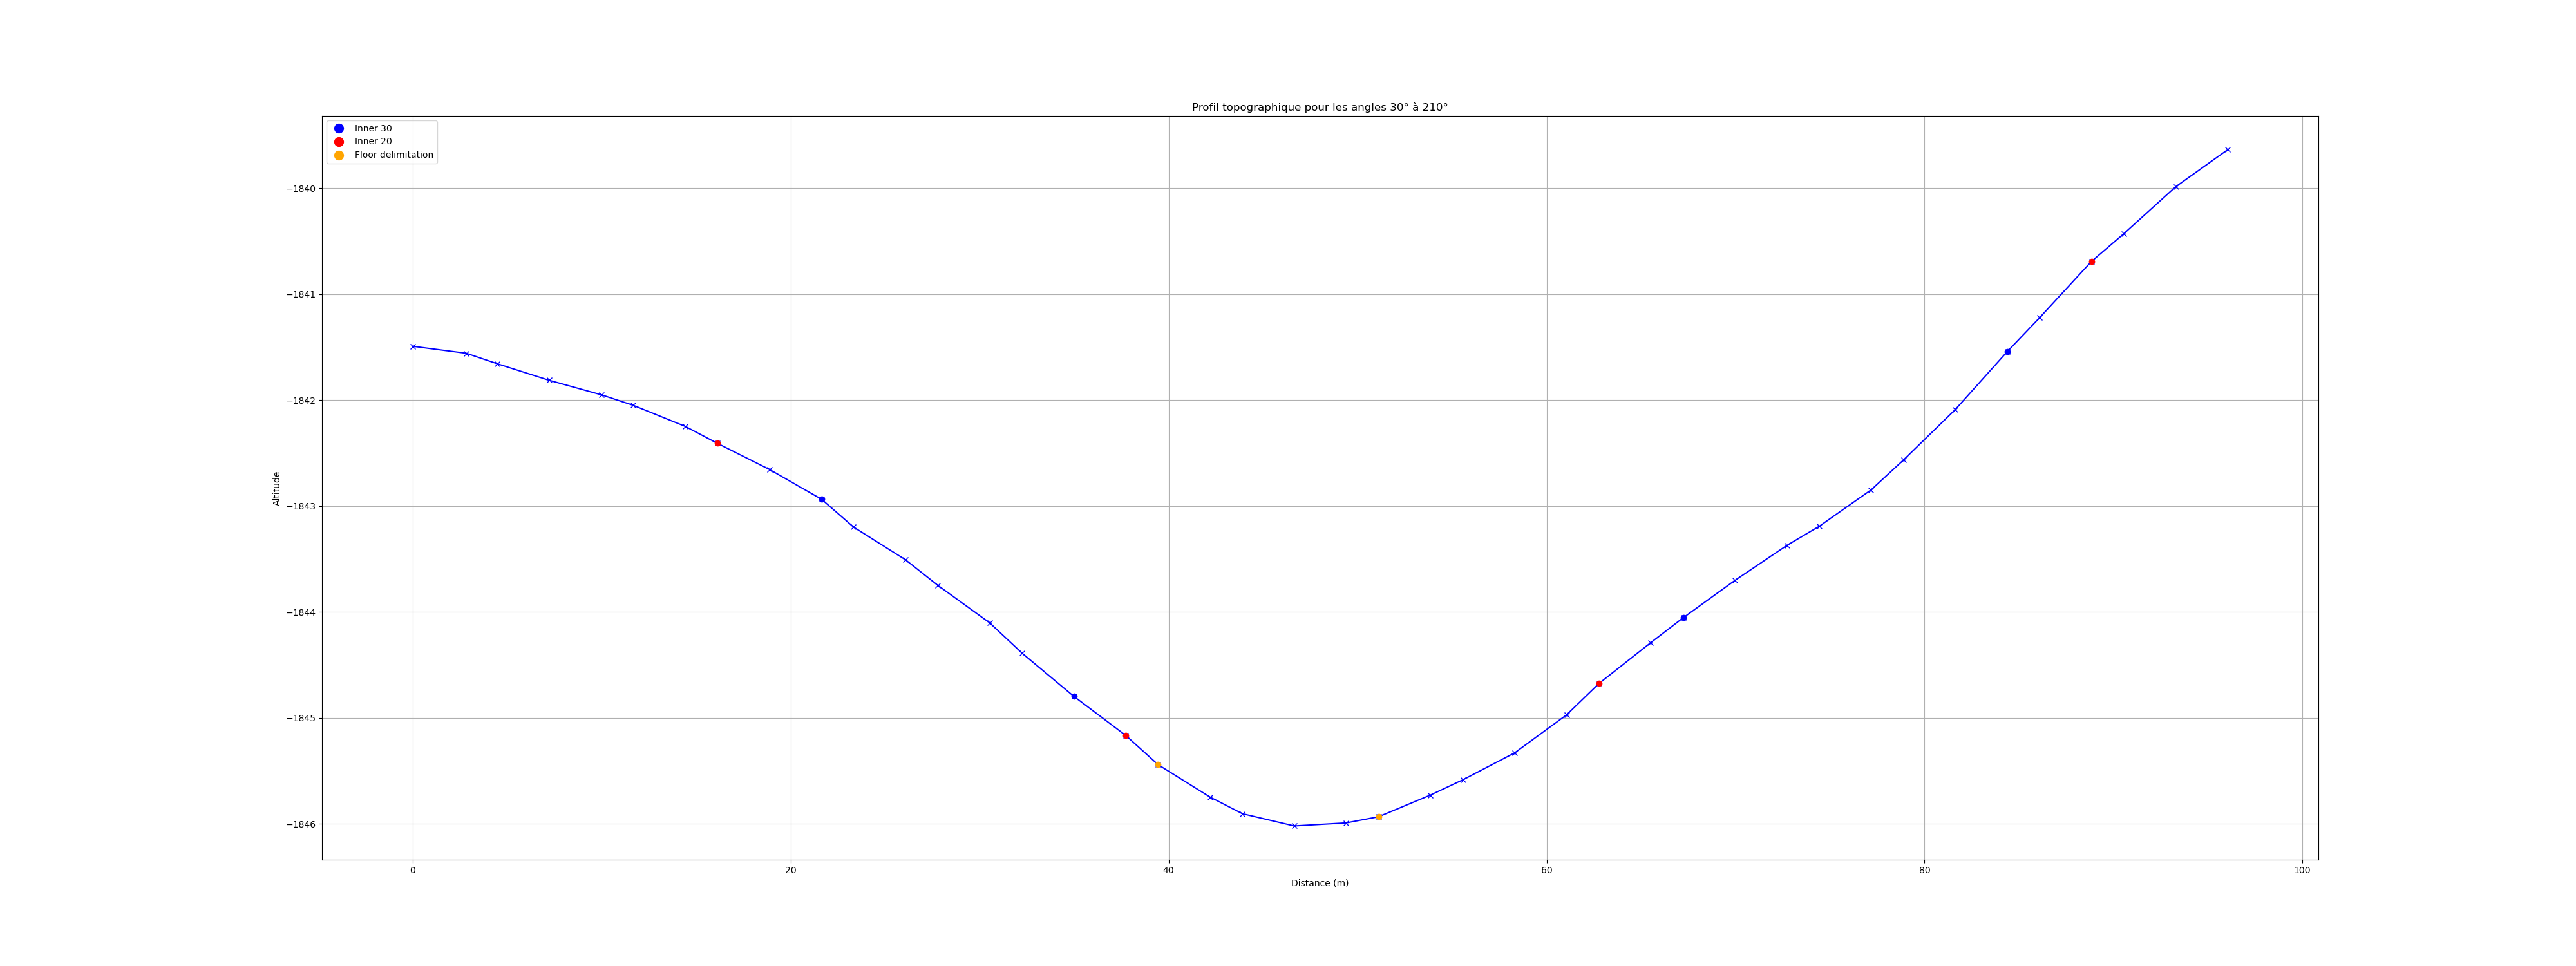 Profil topographique pour les angles 30° à 210°
Inner 30
Inner 20
Floor delimitation
−1840
−1841
−1842
−1843
−1844
−1845
−1846
Altitude
0 20 40 60 80 100
Distance (m)